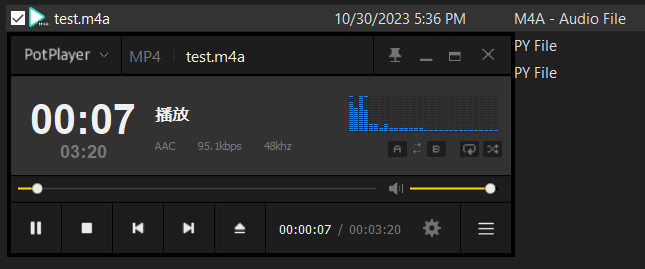 test.m4a 10/30/2023 5:36 PM M4A - Audio File
PotPlayer MP4 test.m4a
PY File
PY File
00:07 播放
03:20 AAC 95.1kbps 48khz
A B
00:00:07 / 00:03:20